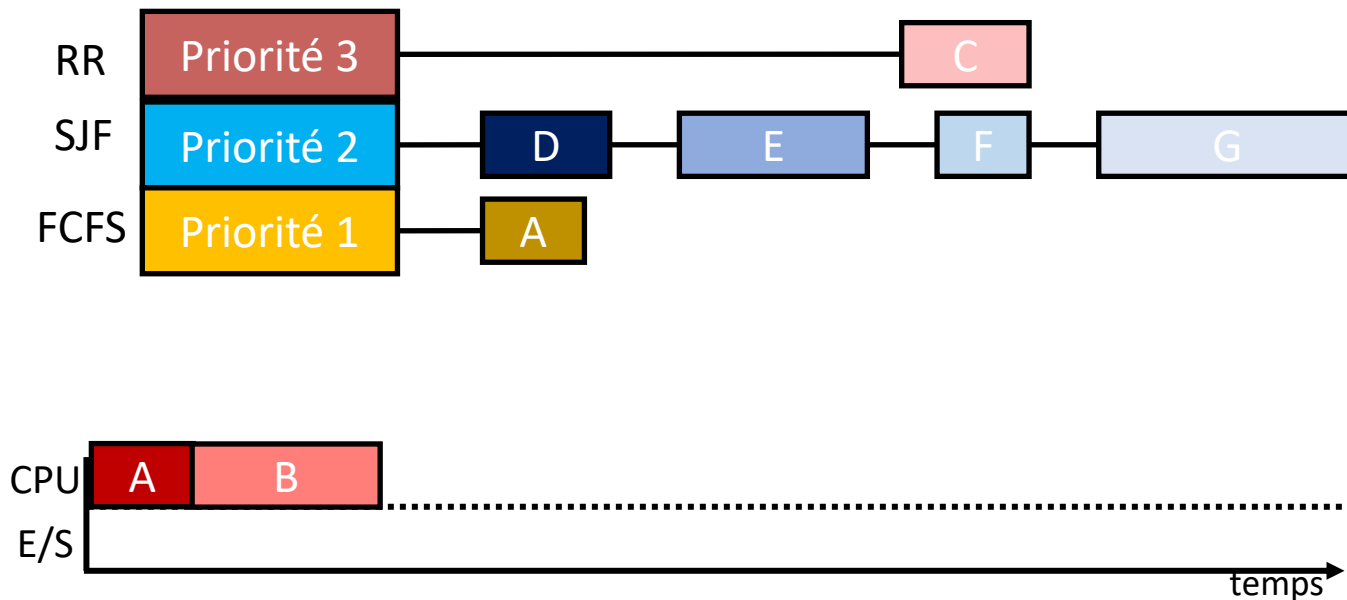 RR Priorité 3 C
SJF Priorité 2 D E F G
FCFS Priorité 1 A
CPU A B
E/S
temps